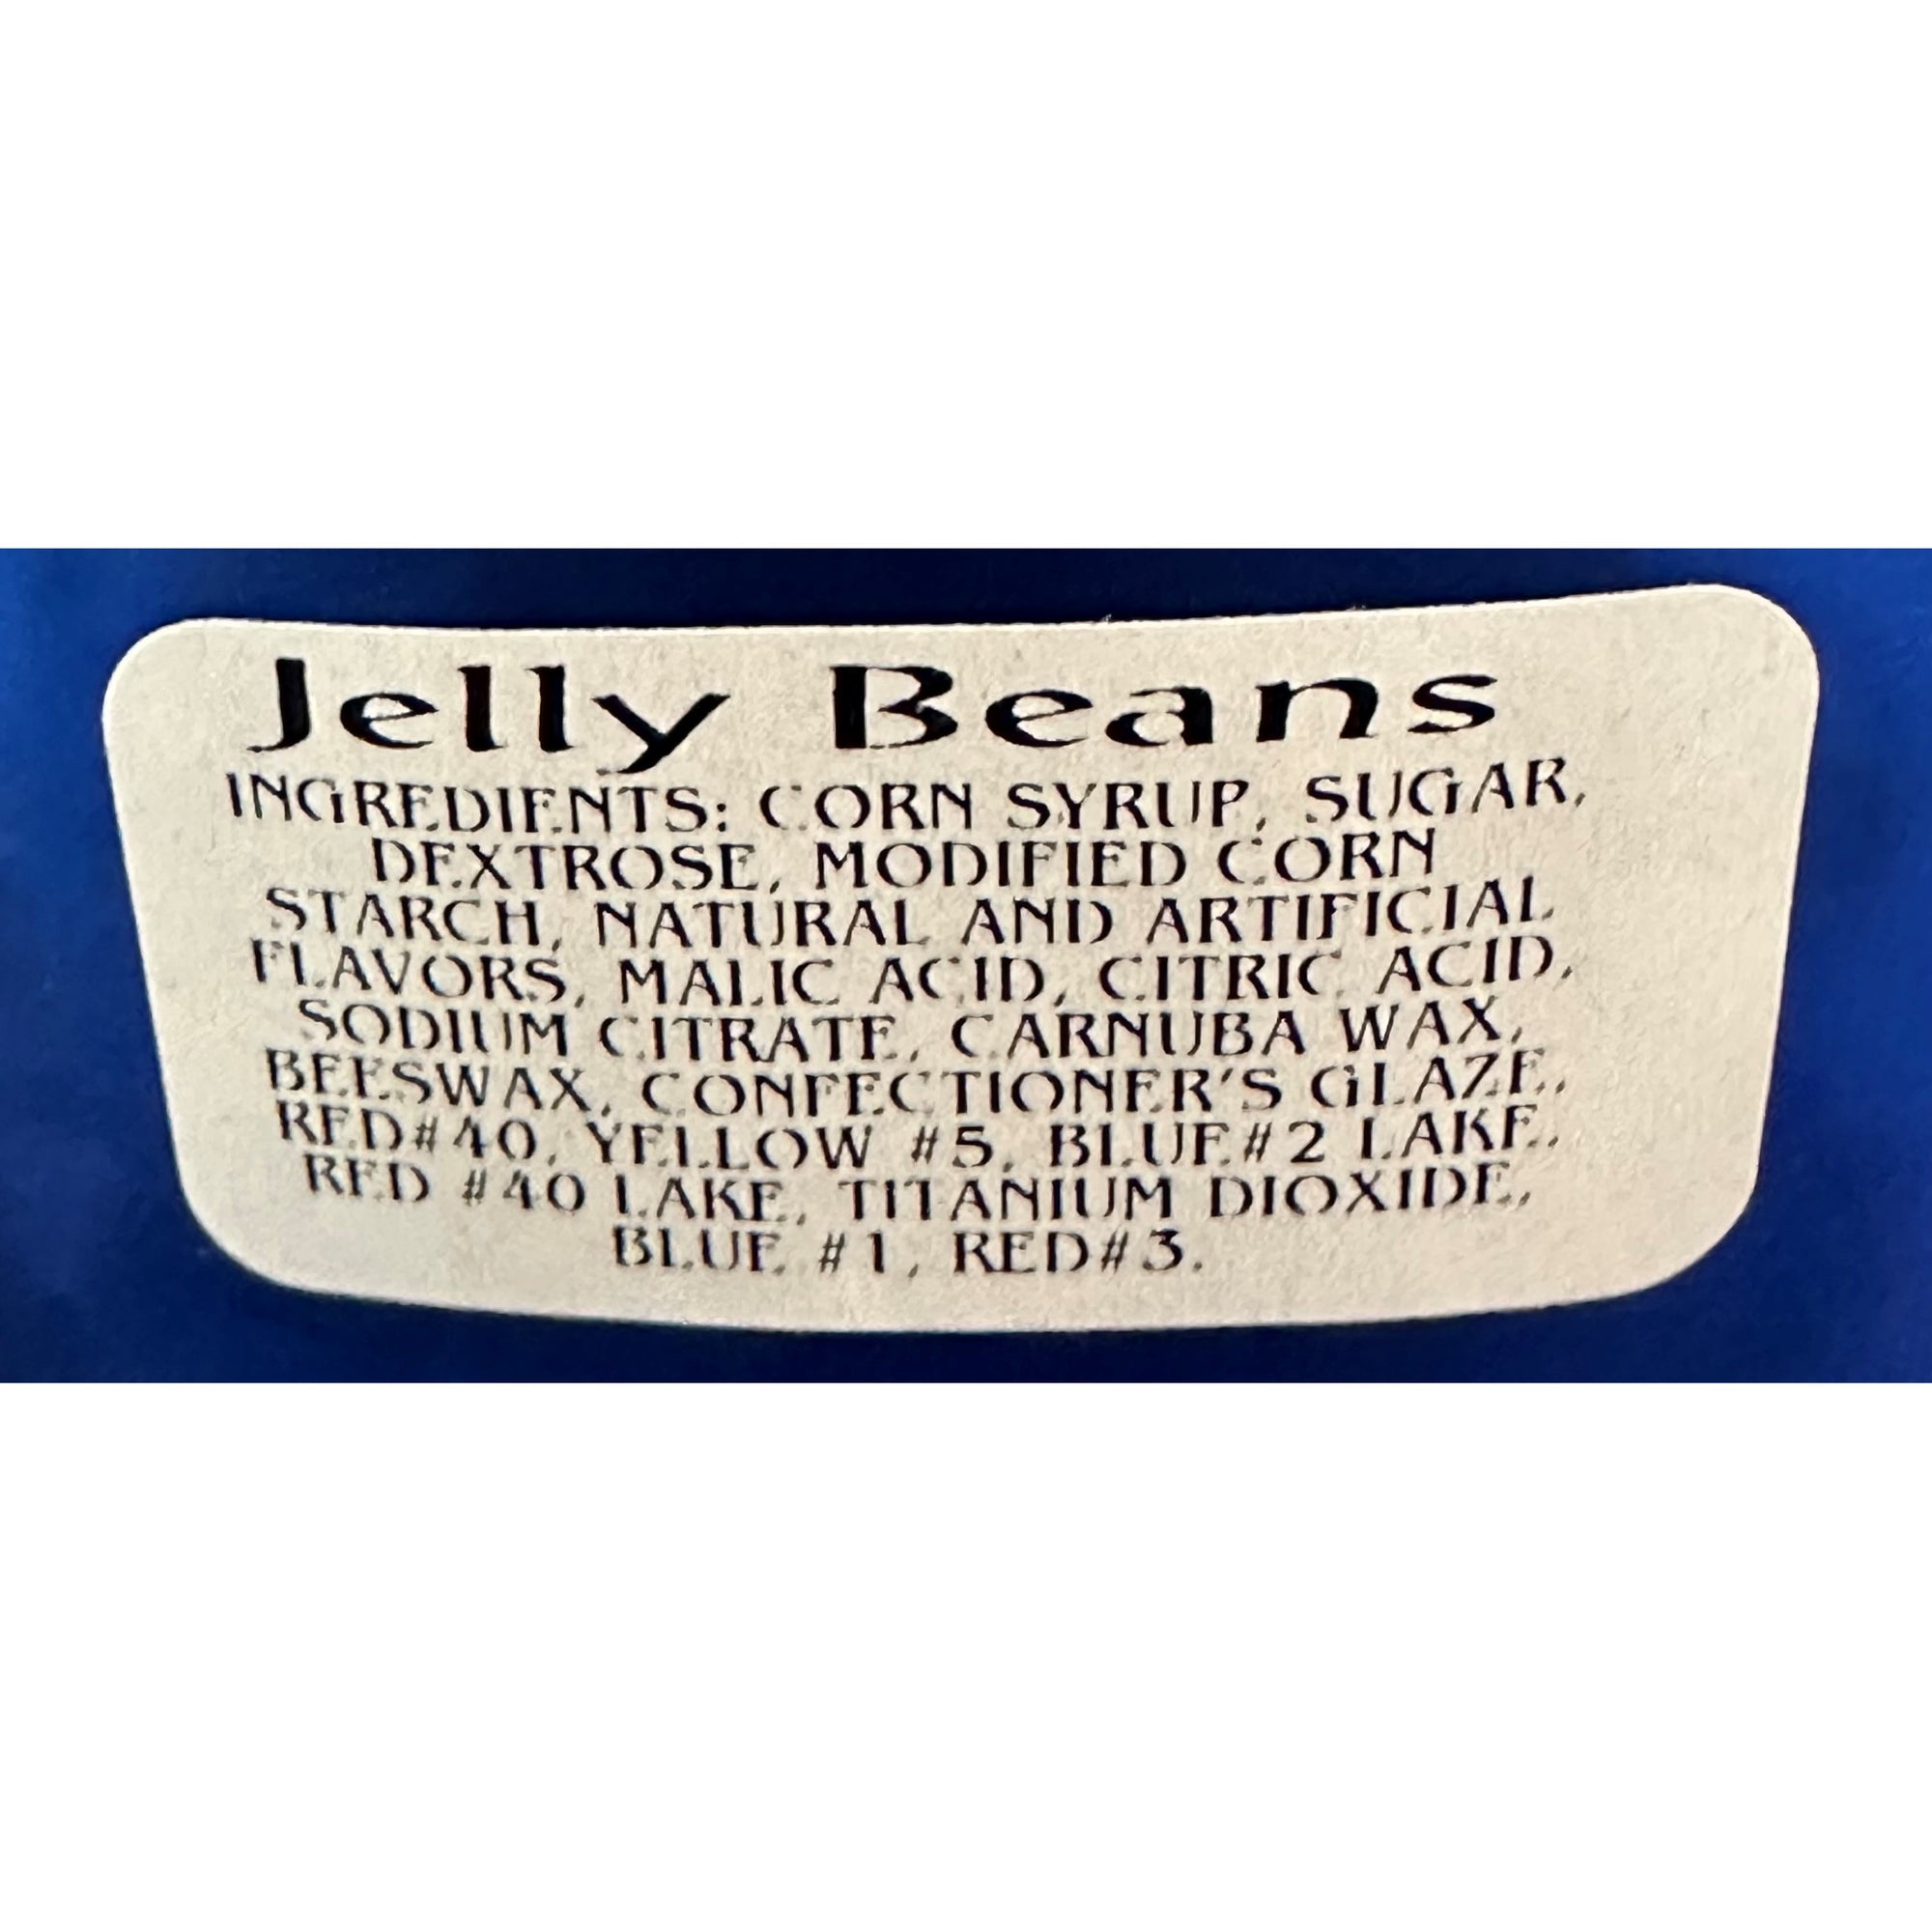 Jelly Beans
INGREDIENTS: CORN SYRUP, SUGAR,
DEXTROSE, MODIFIED CORN
STARCH, NATURAL AND ARTIFICIAL
FLAVORS, MALIC ACID, CITRIC ACID,
SODIUM CITRATE, CARNUBA WAX,
BEESWAX, CONFECTIONER'S GLAZE,
RED#40, YELLOW #5, BLUE#2 LAKE,
RED #40 LAKE, TITANIUM DIOXIDE,
BLUE #1, RED#3.